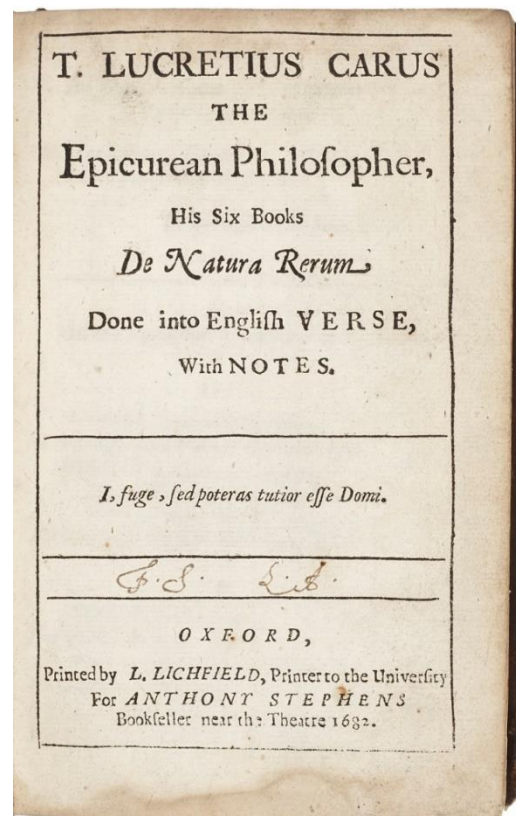 T. LUCRETIUS CARUS
THE
Epicurean Philoſopher,
His Six Books
De Natura Rerum
Done into Engliſh VERSE,
With NOTES.
I, fuge, ſed poteras tutior eſſe Domi.
F. S. L. A.
OXFORD,
Printed by L. LICHFIELD, Printer to the Univerſity
For ANTHONY STEPHENS
Bookſeller near the Theatre 1682.